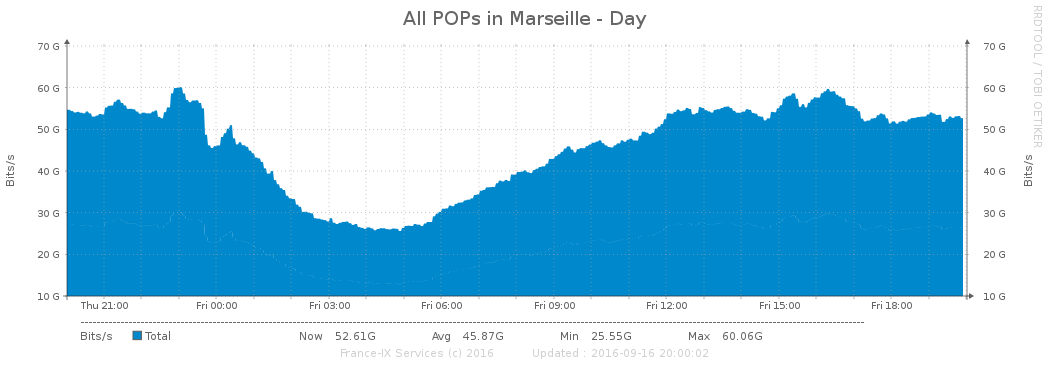 All POPs in Marseille - Day
RRDTOOL / TOBI OETIKER
70 G 70 G
60 G 60 G
50 G 50 G
40 G 40 G
30 G 30 G
20 G 20 G
10 G 10 G
Bits/s
Bits/s
Thu 21:00 Fri 00:00 Fri 03:00 Fri 06:00 Fri 09:00 Fri 12:00 Fri 15:00 Fri 18:00
Bits/s Total Now 52.61G Avg 45.87G Min 25.55G Max 60.06G
France-IX Services (c) 2016 Updated : 2016-09-16 20:00:02